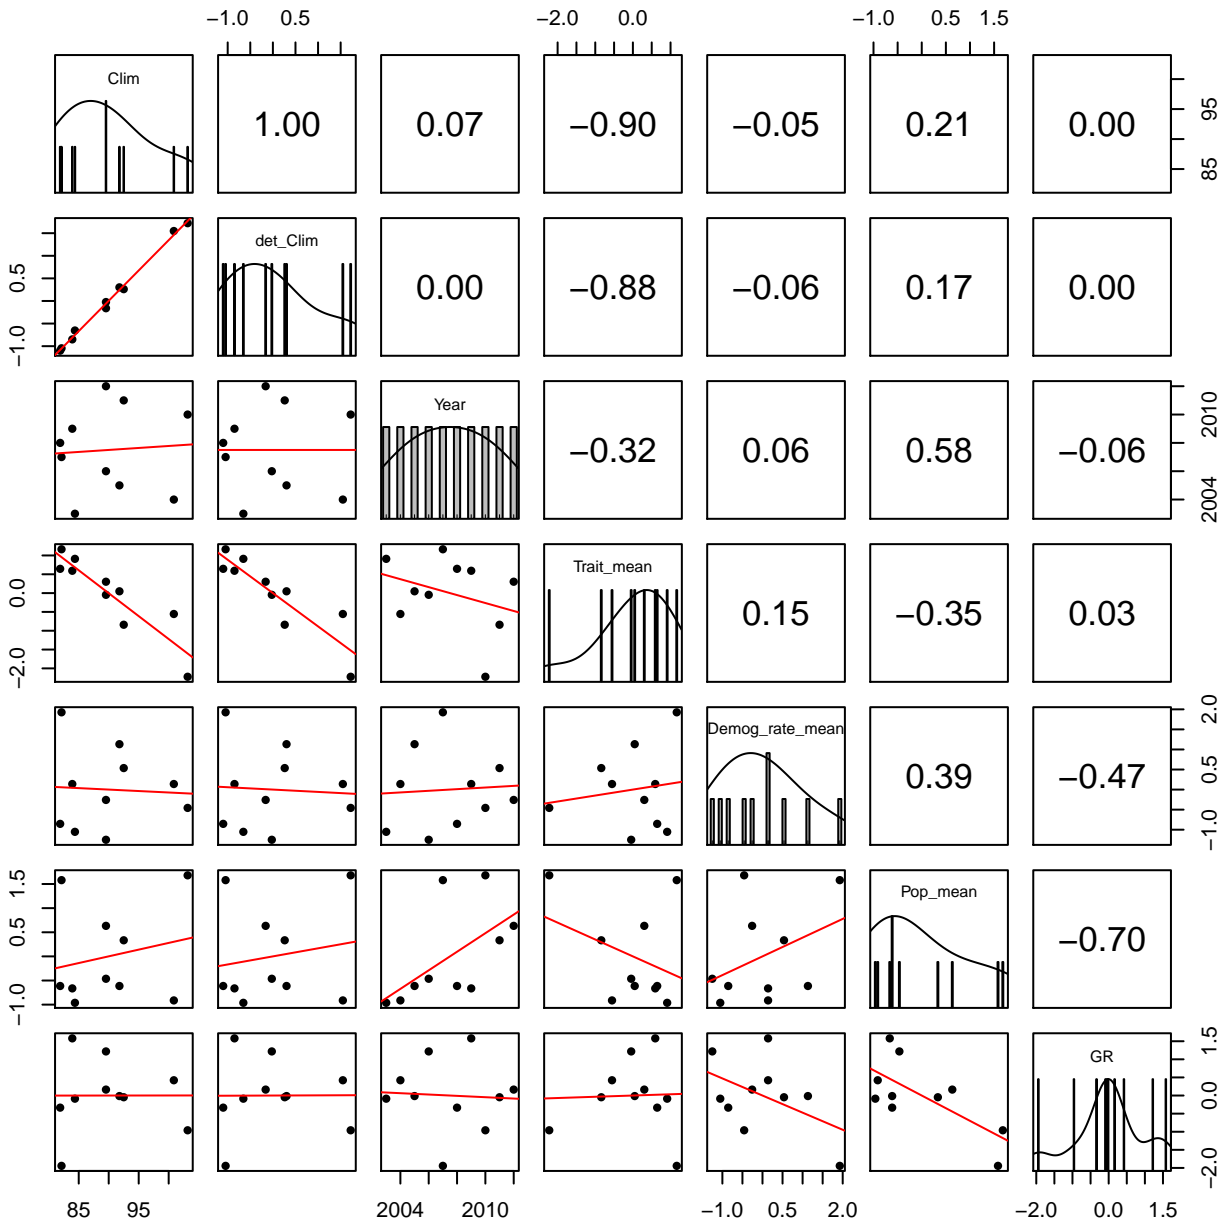 −1.0 0.5 −2.0 0.0 −1.0 0.5 1.5
Clim 1.00 0.07 −0.90 −0.05 0.21 0.00 85 95
−1.0 0.5 det_Clim 0.00 −0.88 −0.06 0.17 0.00
Year −0.32 0.06 0.58 −0.06 2004 2010
−2.0 0.0 Trait_mean 0.15 −0.35 0.03
Demog_rate_mean 0.39 −0.47 −1.0 0.5 2.0
−1.0 0.5 1.5 Pop_mean −0.70
GR −2.0 0.0 1.5
85 95 2004 2010 −1.0 0.5 2.0 −2.0 0.0 1.5